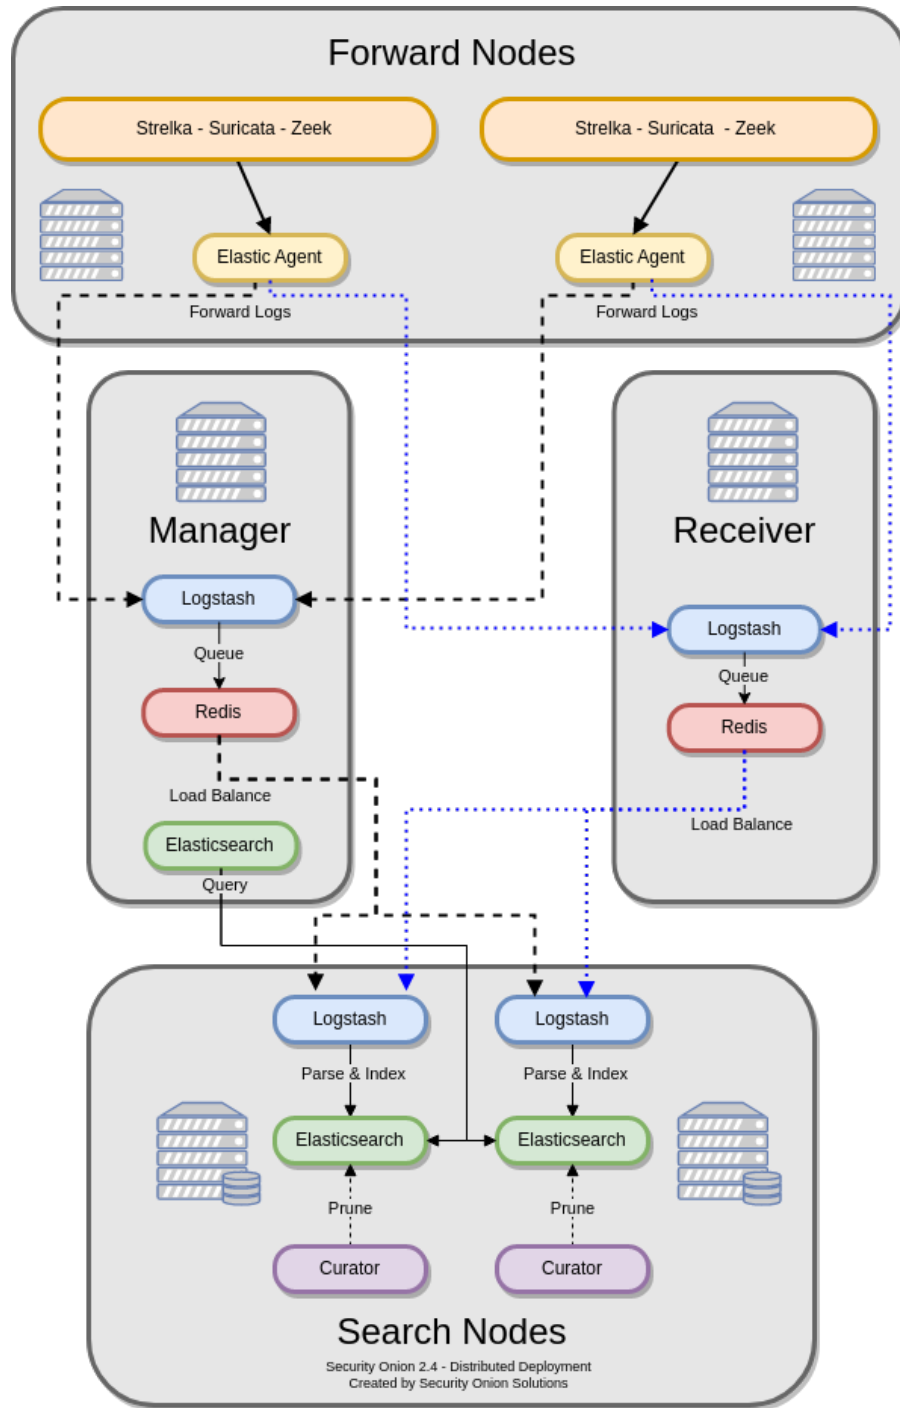 Forward Nodes
Strelka - Suricata - Zeek
Strelka - Suricata - Zeek
Elastic Agent
Elastic Agent
Forward Logs
Forward Logs
Manager
Receiver
Logstash
Logstash
Queue
Queue
Redis
Redis
Load Balance
Load Balance
Elasticsearch
Query
Logstash
Logstash
Parse & Index
Parse & Index
Elasticsearch
Elasticsearch
Prune
Prune
Curator
Curator
Search Nodes
Security Onion 2.4 - Distributed Deployment
Created by Security Onion Solutions